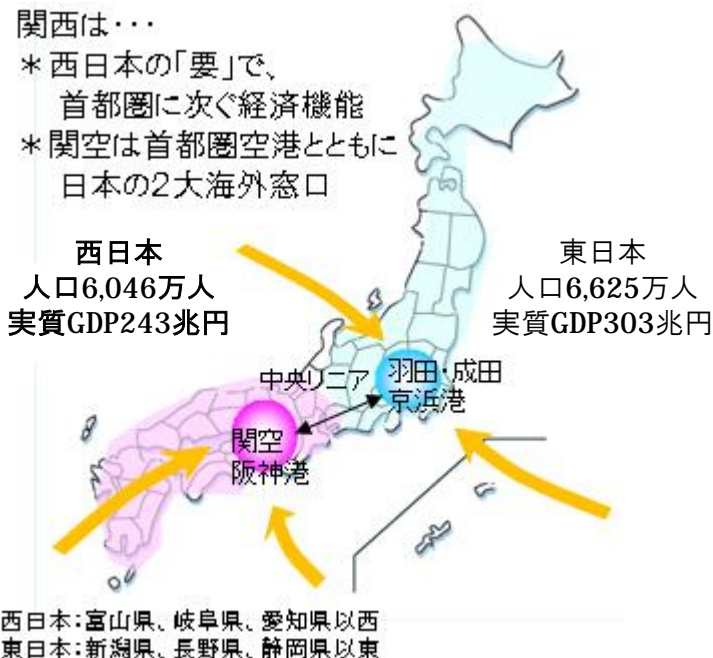 関西は・・・
＊西日本の「要」で、
首都圏に次ぐ経済機能
＊関空は首都圏空港とともに
日本の2大海外窓口
西日本
人口6,046万人
実質GDP243兆円
東日本
人口6,625万人
実質GDP303兆円
中央リニア
羽田・成田
京浜港
関空
阪神港
西日本：富山県、岐阜県、愛知県以西
東日本：新潟県、長野県、静岡県以東